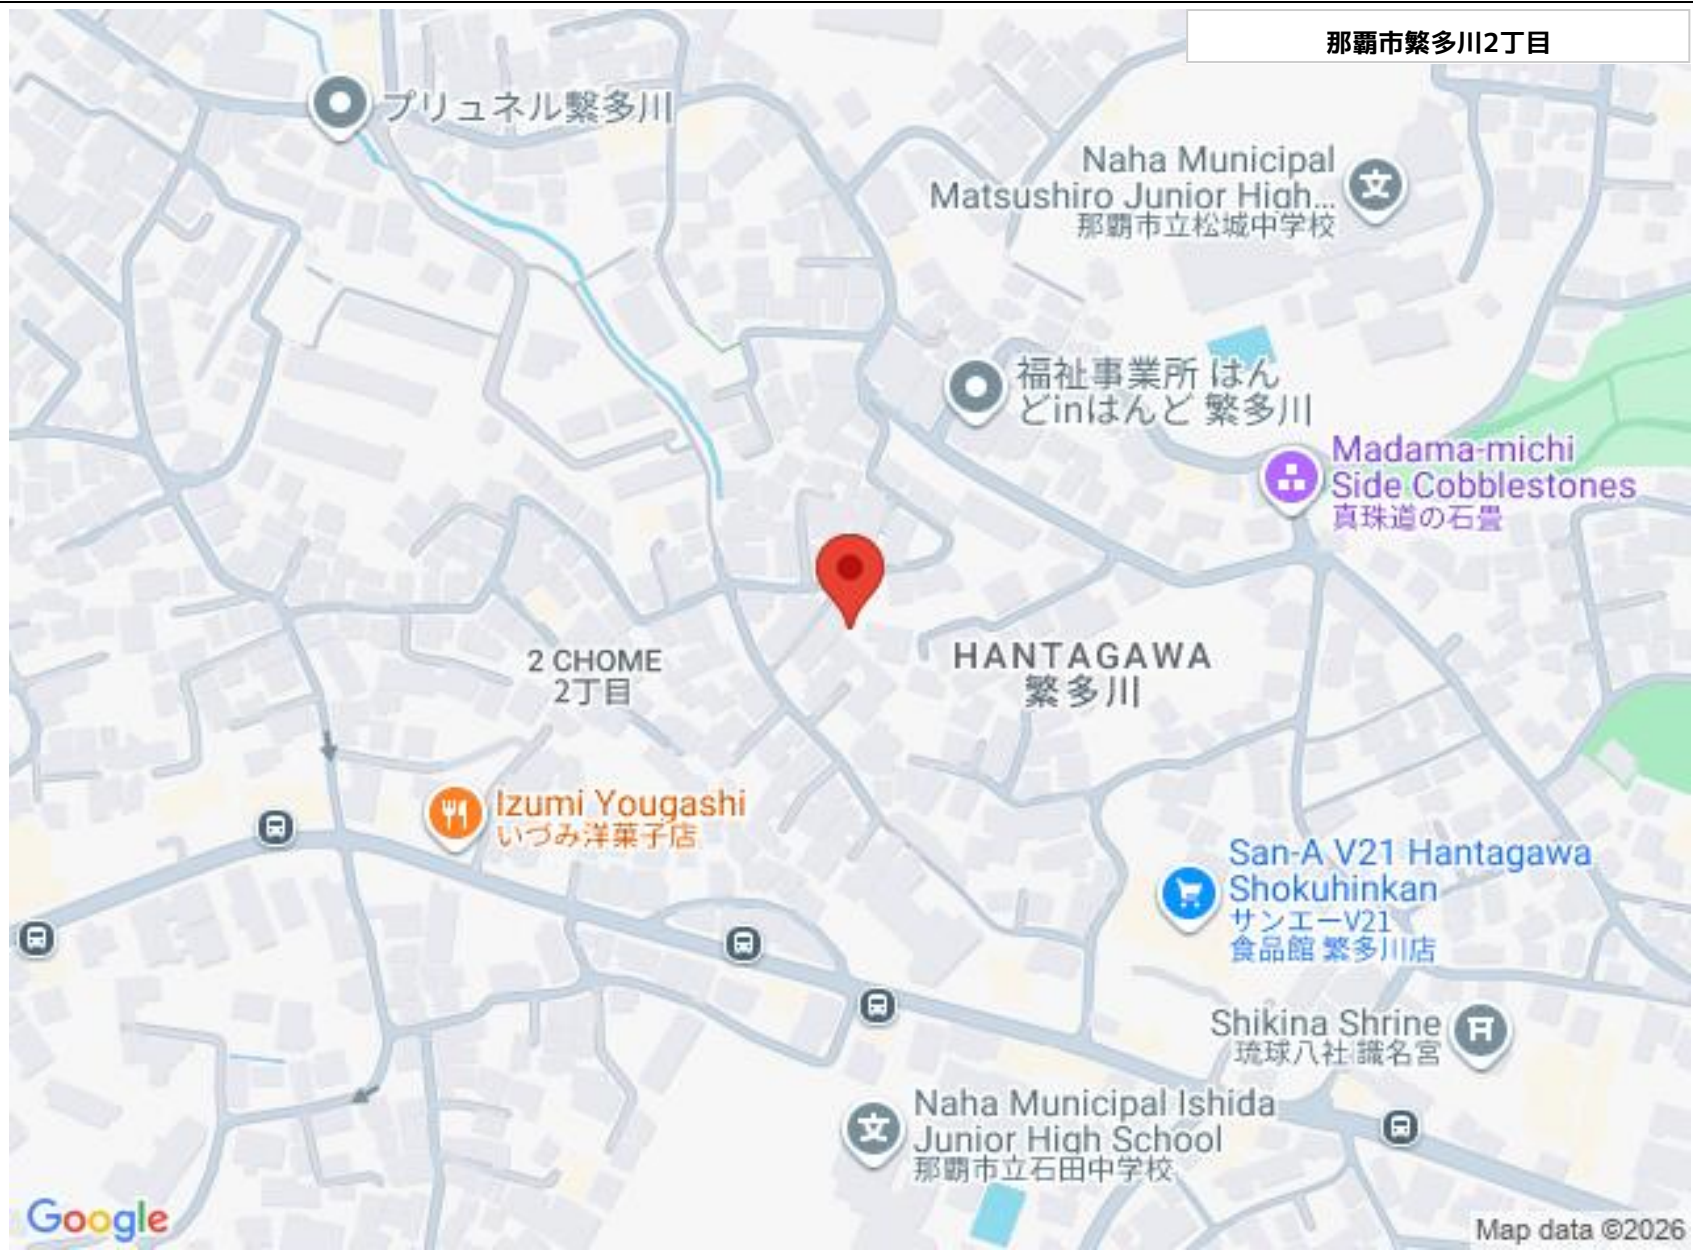 那覇市繁多川2丁目
プリュネル繁多川
Naha Municipal
Matsushiro Junior High...
那覇市立松城中学校
福祉事業所 はん
どinはんど 繁多川
Madama-michi
Side Cobblestones
真珠道の石畳
2 CHOME
2丁目
HANTAGAWA
繁多川
Izumi Yougashi
いづみ洋菓子店
San-A V21 Hantagawa
Shokuhinkan
サンエーV21
食品館 繁多川店
Shikina Shrine
琉球八社 識名宮
Naha Municipal Ishida
Junior High School
那覇市立石田中学校
Google
Map data ©2026